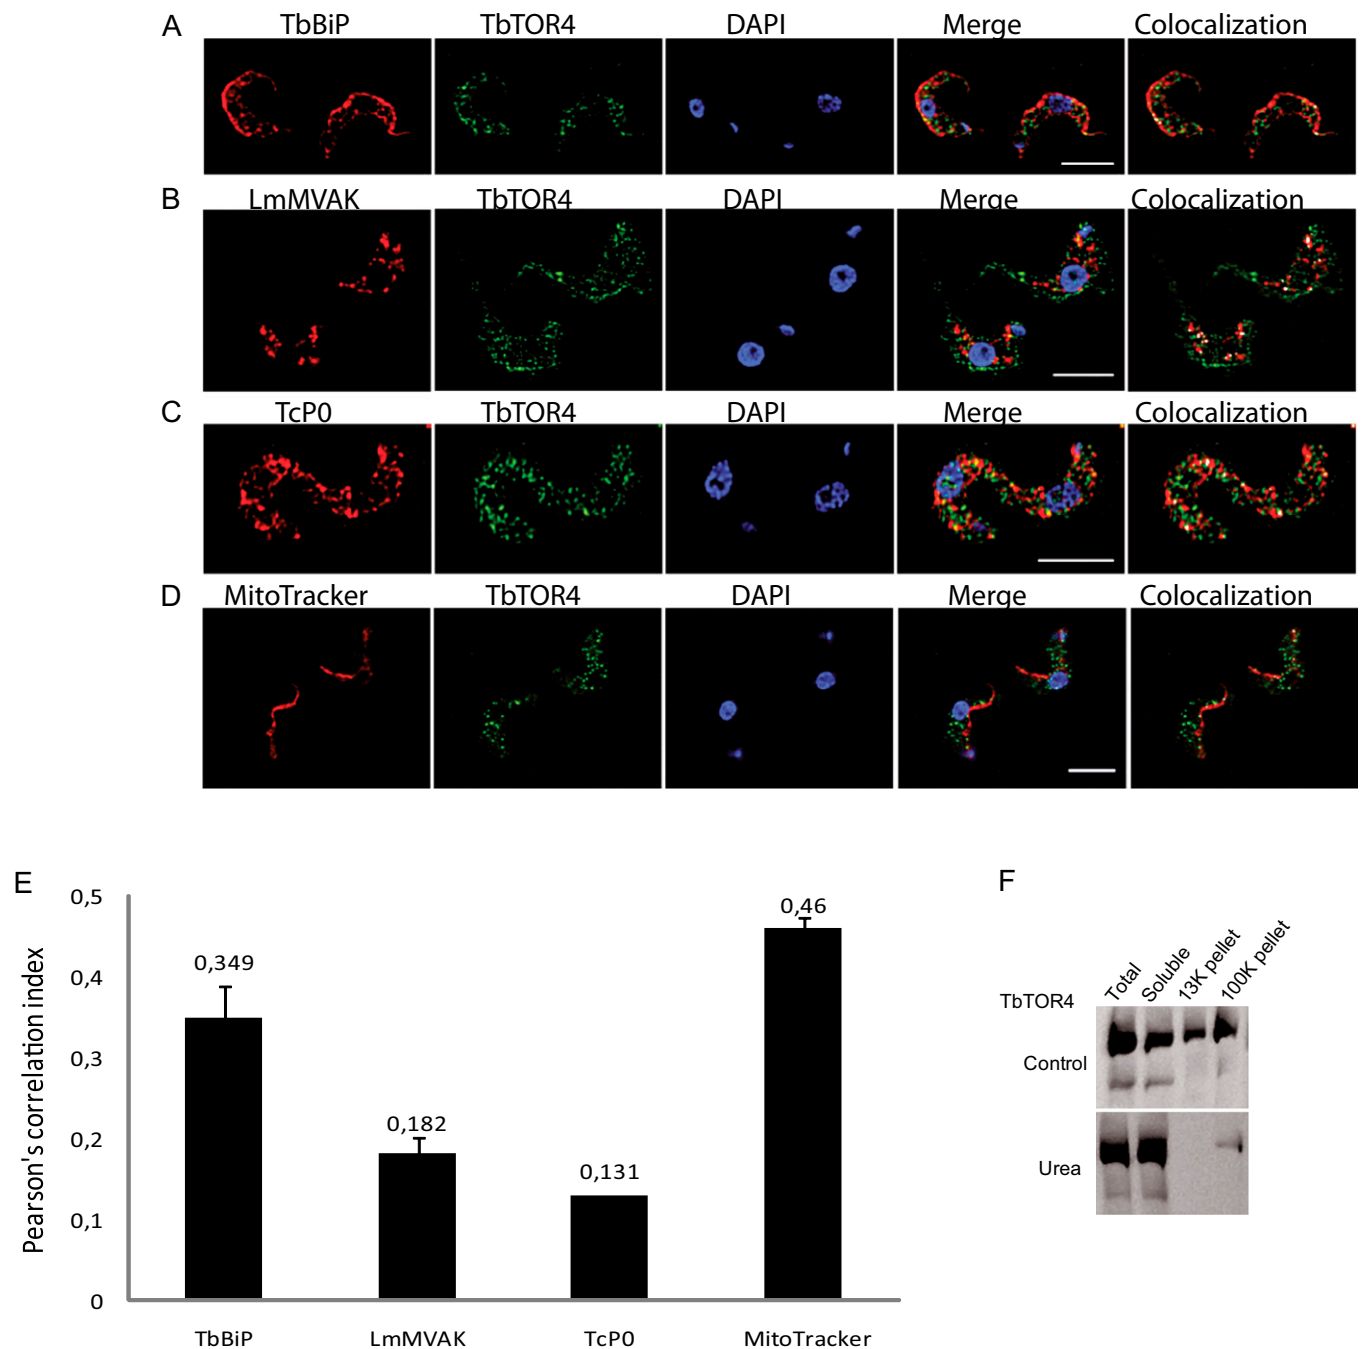 A
TbBiP TbTOR4 DAPI Merge Colocalization
B
LmMVAK TbTOR4 DAPI Merge Colocalization
C
TcP0 TbTOR4 DAPI Merge Colocalization
D
MitoTracker TbTOR4 DAPI Merge Colocalization
E
Pearson's correlation index
0,5
0,4
0,3
0,2
0,1
0
0,349
0,182
0,131
0,46
TbBiP LmMVAK TcP0 MitoTracker
F
TbTOR4
Total
Soluble
13K pellet
100K pellet
Control
Urea